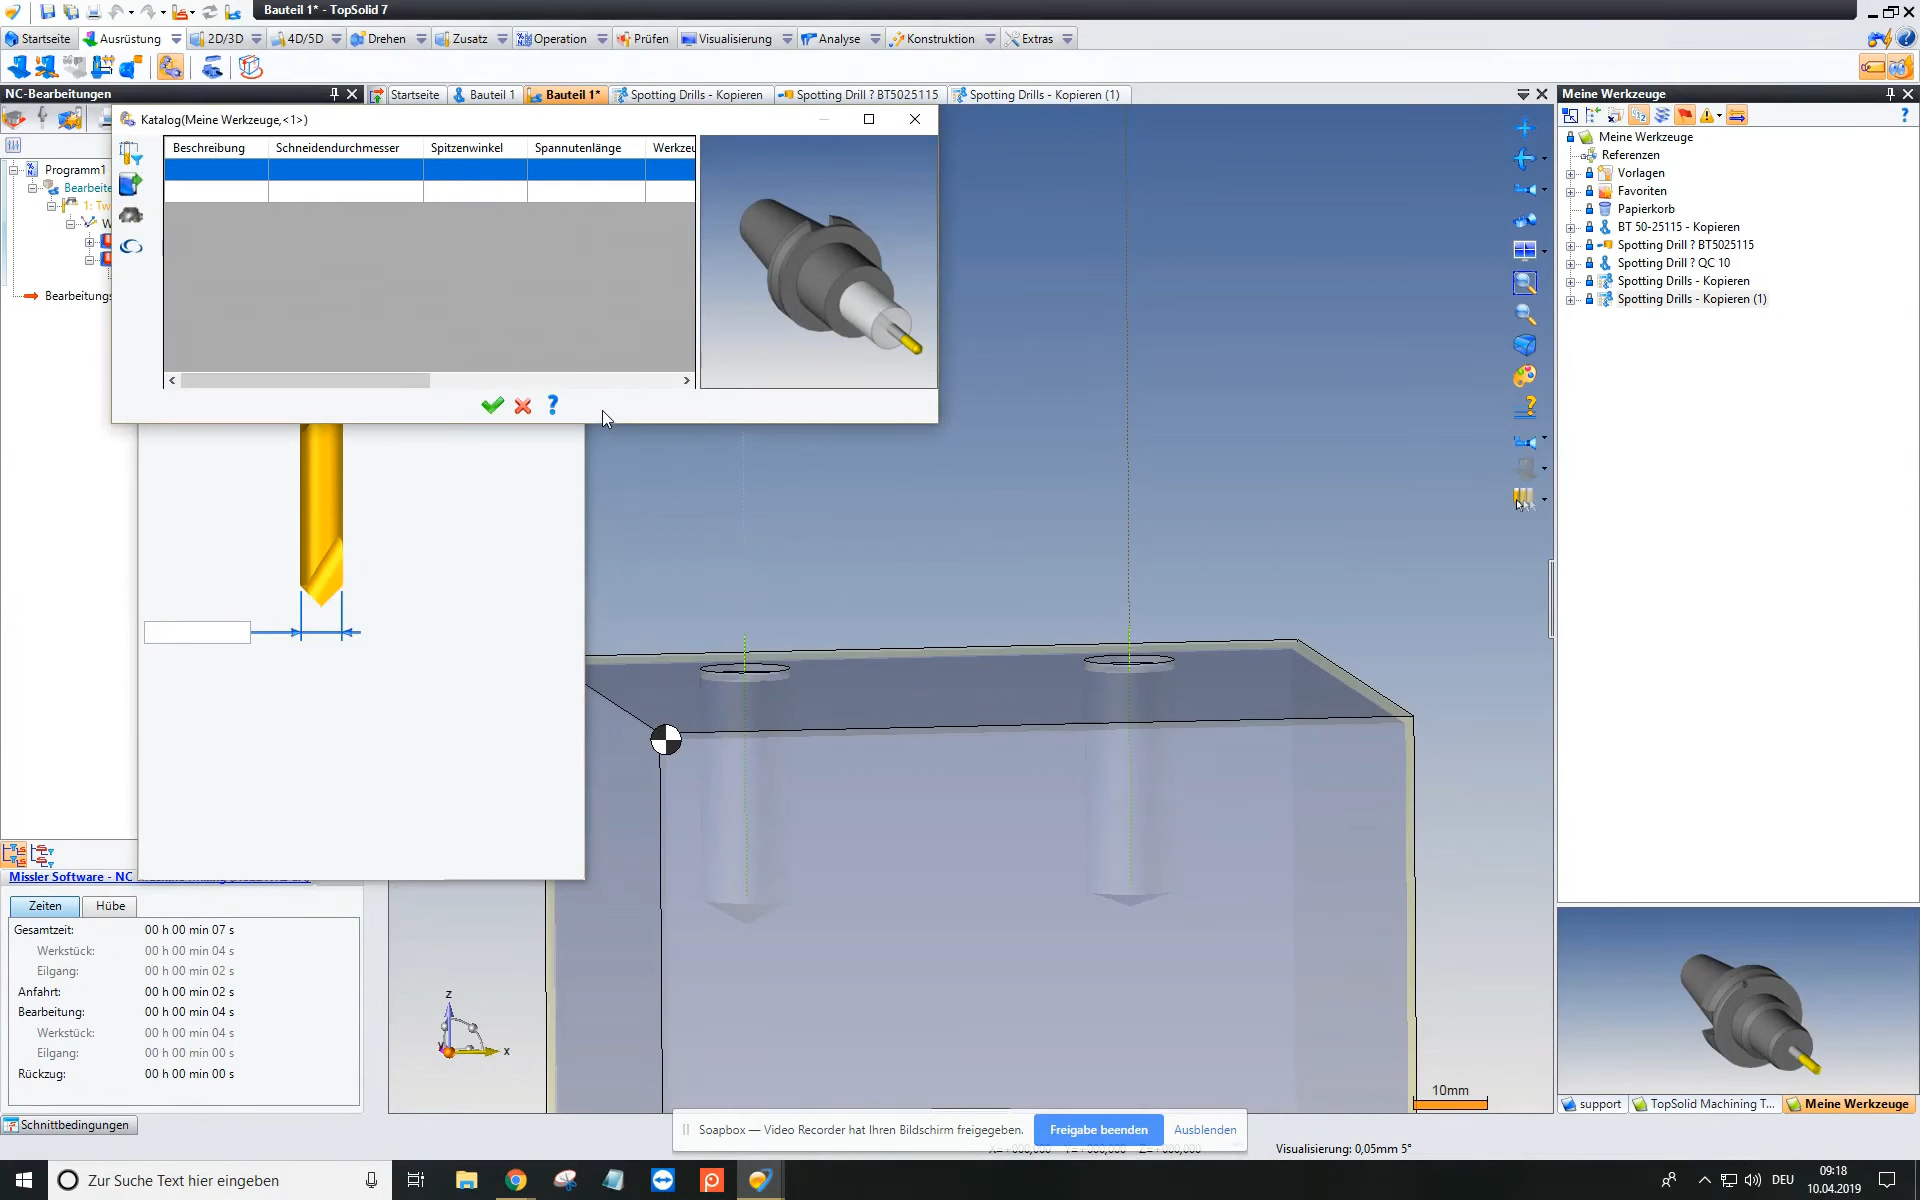 Bauteil 1* - TopSolid 7
Startseite
Ausrüstung
2D/3D
4D/5D
Drehen
Zusatz
Operation
Prüfen
Visualisierung
Analyse
Konstruktion
Extras
NC-Bearbeitungen
Startseite
Bauteil 1
Bauteil 1*
Spotting Drills - Kopieren
Spotting Drill ? BT5025115
Spotting Drills - Kopieren (1)
Meine Werkzeuge
Katalog(Meine Werkzeuge,<1>)
Beschreibung
Schneidendurchmesser
Spitzenwinkel
Spannutenlänge
Werkzeu
Programm1
Bearbeite
1: Tw
W
Bearbeitungs
Meine Werkzeuge
Referenzen
Vorlagen
Favoriten
Papierkorb
BT 50-25115 - Kopieren
Spotting Drill ? BT5025115
Spotting Drill ? QC 10
Spotting Drills - Kopieren
Spotting Drills - Kopieren (1)
Missler Software - NC
Zeiten
Hübe
Gesamtzeit: 00 h 00 min 07 s
Werkstück: 00 h 00 min 04 s
Eilgang: 00 h 00 min 02 s
Anfahrt: 00 h 00 min 02 s
Bearbeitung: 00 h 00 min 04 s
Werkstück: 00 h 00 min 04 s
Eilgang: 00 h 00 min 00 s
Rückzug: 00 h 00 min 00 s
z
x
10mm
support
TopSolid Machining T...
Meine Werkzeuge
Schnittbedingungen
Soapbox — Video Recorder hat Ihren Bildschirm freigegeben.
Freigabe beenden
Ausblenden
Visualisierung: 0,05mm 5°
Zur Suche Text hier eingeben
DEU
09:18
10.04.2019